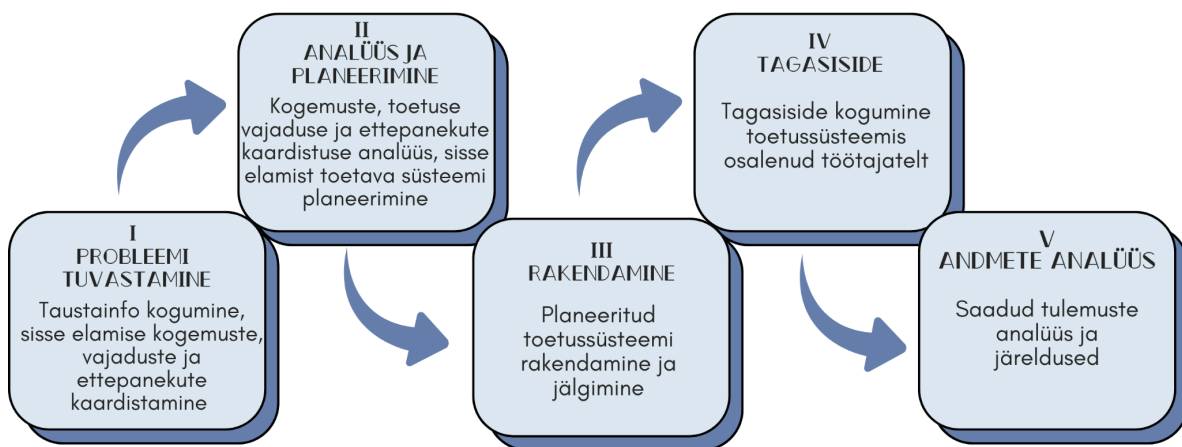 I
PROBLEEMI
TUVASTAMINE
Taustainfo kogumine,
sisse elamise kogemuste,
vajaduste ja
ettepanekute
kaardistamine
II
ANALÜÜS JA
PLANEERIMINE
Kogemuste, toetuse
vajaduse ja ettepanekute
kaardistuse analüüs, sisse
elamist toetava süsteemi
planeerimine
III
RAKENDAMINE
Planeeritud
toetussüsteemi
rakendamine ja
jälgimine
IV
TAGASISIDE
Tagasiside kogumine
toetussüsteemis
osalenud töötajatelt
V
ANDMETE ANALÜÜS
Saadud tulemuste
analüüs ja
järeldused